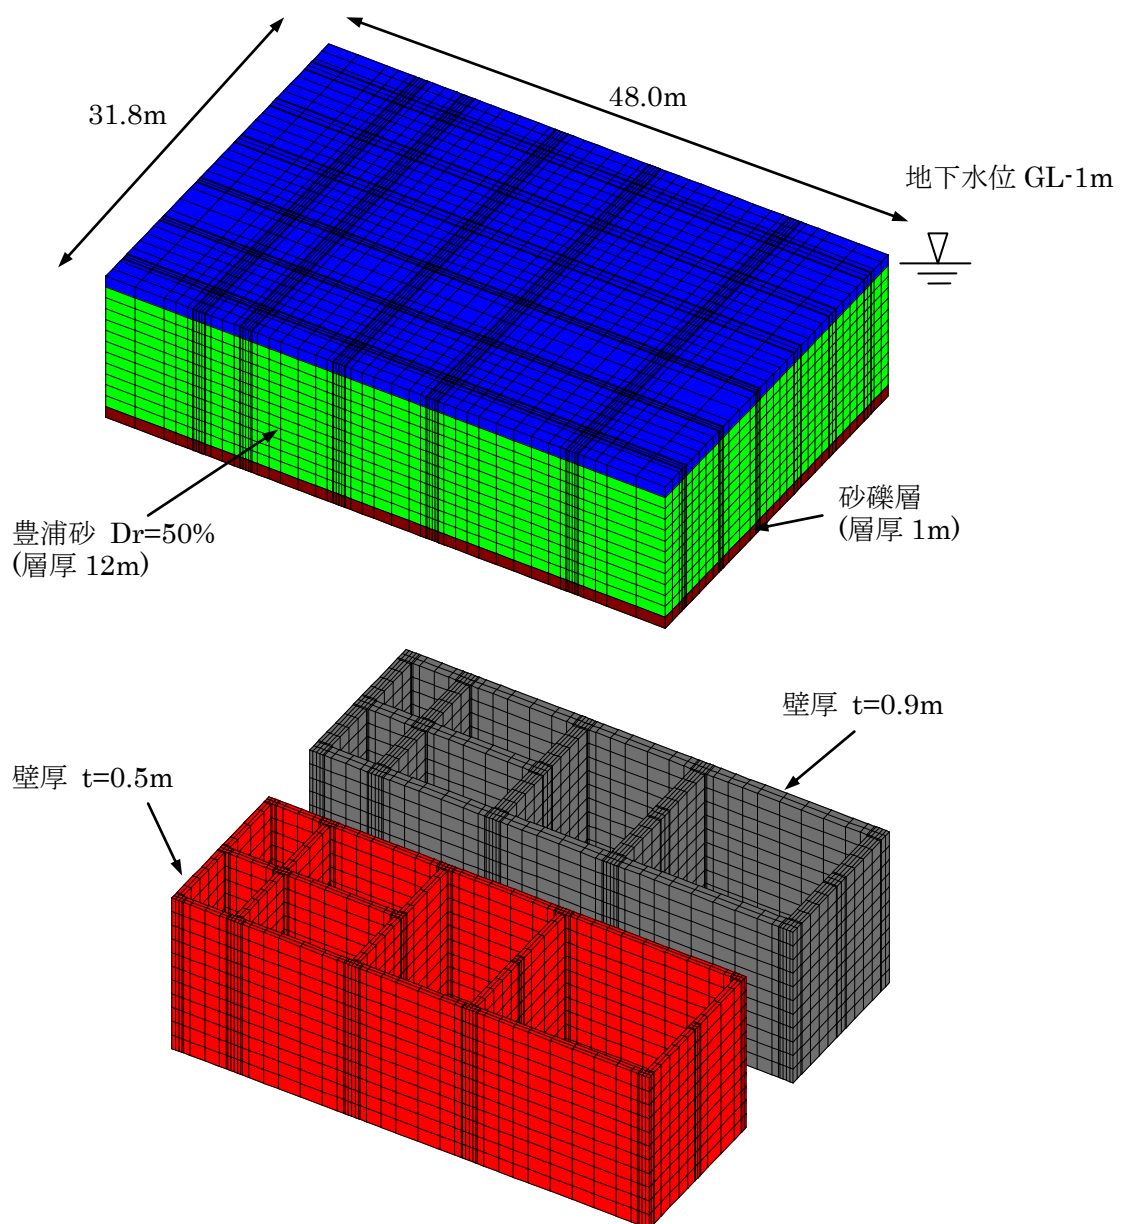 31.8m
48.0m
地下水位 GL-1m
豊浦砂 Dr=50%
(層厚 12m)
砂礫層
(層厚 1m)
壁厚 t=0.9m
壁厚 t=0.5m